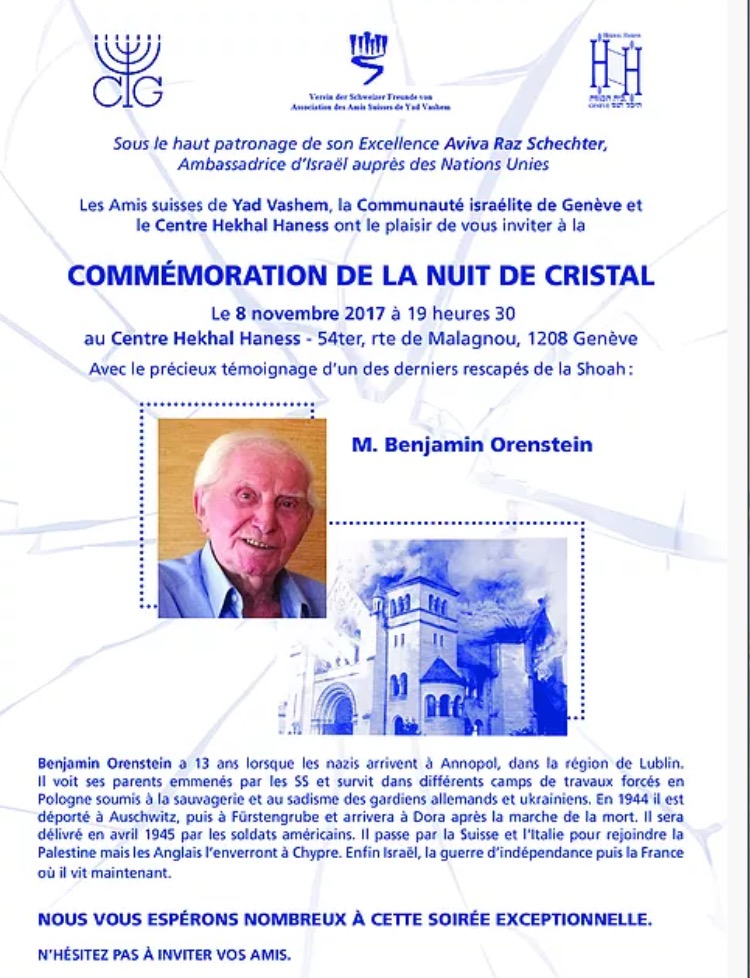 CIG
Verein der Schweizer Freunde von
Association des Amis Suisses de Yad Vashem
Sous le haut patronage de son Excellence Aviva Raz Schechter,
Ambassadrice d'Israël auprès des Nations Unies
Les Amis suisses de Yad Vashem, la Communauté israélite de Genève et
le Centre Hekhal Haness ont le plaisir de vous inviter à la
COMMÉMORATION DE LA NUIT DE CRISTAL
Le 8 novembre 2017 à 19 heures 30
au Centre Hekhal Haness - 54ter, rte de Malagnou, 1208 Genève
Avec le précieux témoignage d'un des derniers rescapés de la Shoah :
M. Benjamin Orenstein
Benjamin Orenstein a 13 ans lorsque les nazis arrivent à Annopol, dans la région de Lublin.
Il voit ses parents emmenés par les SS et survit dans différents camps de travaux forcés en
Pologne soumis à la sauvagerie et au sadisme des gardiens allemands et ukrainiens. En 1944 il est
déporté à Auschwitz, puis à Fürstengrube et arrivera à Dora après la marche de la mort. Il sera
délivré en avril 1945 par les soldats américains. Il passe par la Suisse et l'Italie pour rejoindre la
Palestine mais les Anglais l'enverront à Chypre. Enfin Israël, la guerre d'indépendance puis la France
où il vit maintenant.
NOUS VOUS ESPÉRONS NOMBREUX À CETTE SOIRÉE EXCEPTIONNELLE.
N'HÉSITEZ PAS À INVITER VOS AMIS.